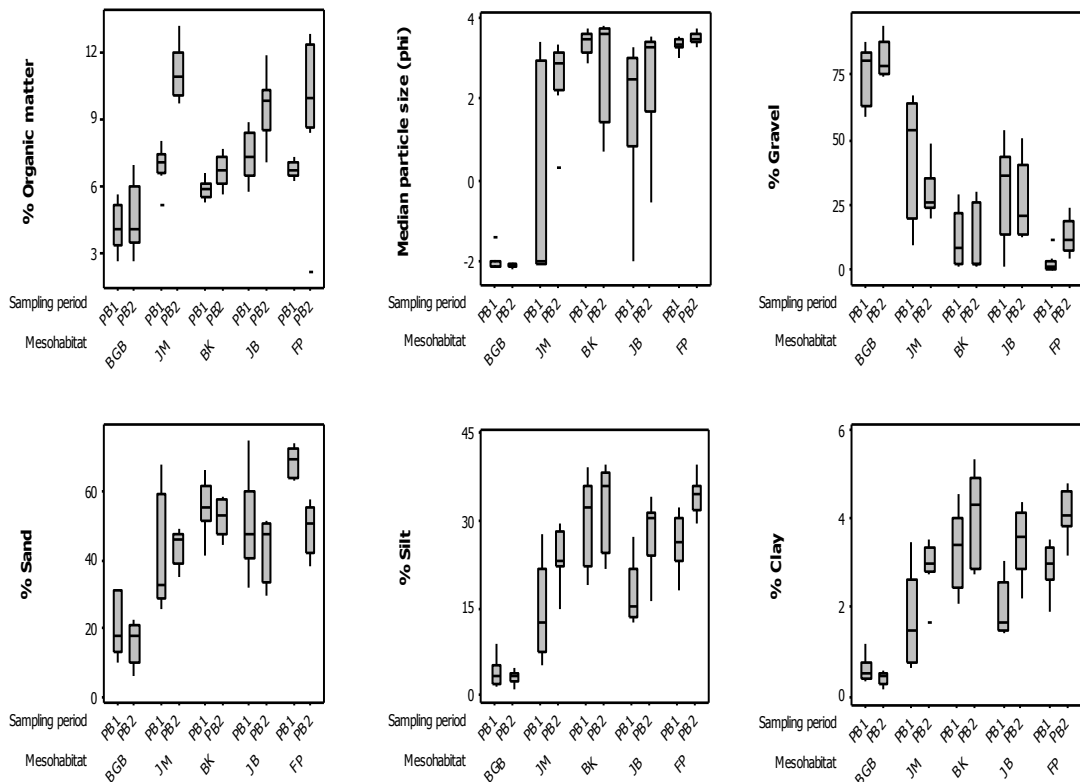 % Organic matter
12
9
6
3
Sampling period PB1 PB2 PB1 PB2 PB1 PB2 PB1 PB2 PB1 PB2
Mesohabitat BGB JM BK JB FP
Median particle size (phi)
4
2
0
-2
PB1 PB2 PB1 PB2 PB1 PB2 PB1 PB2 PB1 PB2
Sampling period
Mesohabitat BGB JM BK JB FP
% Gravel
75
50
25
0
Sampling period PB1 PB2 PB1 PB2 PB1 PB2 PB1 PB2 PB1 PB2
Mesohabitat BGB JM BK JB FP
% Sand
60
40
20
0
Sampling period PB1 PB2 PB1 PB2 PB1 PB2 PB1 PB2 PB1 PB2
Mesohabitat BGB JM BK JB FP
% Silt
45
30
15
0
Sampling period PB1 PB2 PB1 PB2 PB1 PB2 PB1 PB2 PB1 PB2
Mesohabitat BGB JM BK JB FP
% Clay
6
4
2
0
Sampling period PB1 PB2 PB1 PB2 PB1 PB2 PB1 PB2 PB1 PB2
Mesohabitat BGB JM BK JB FP